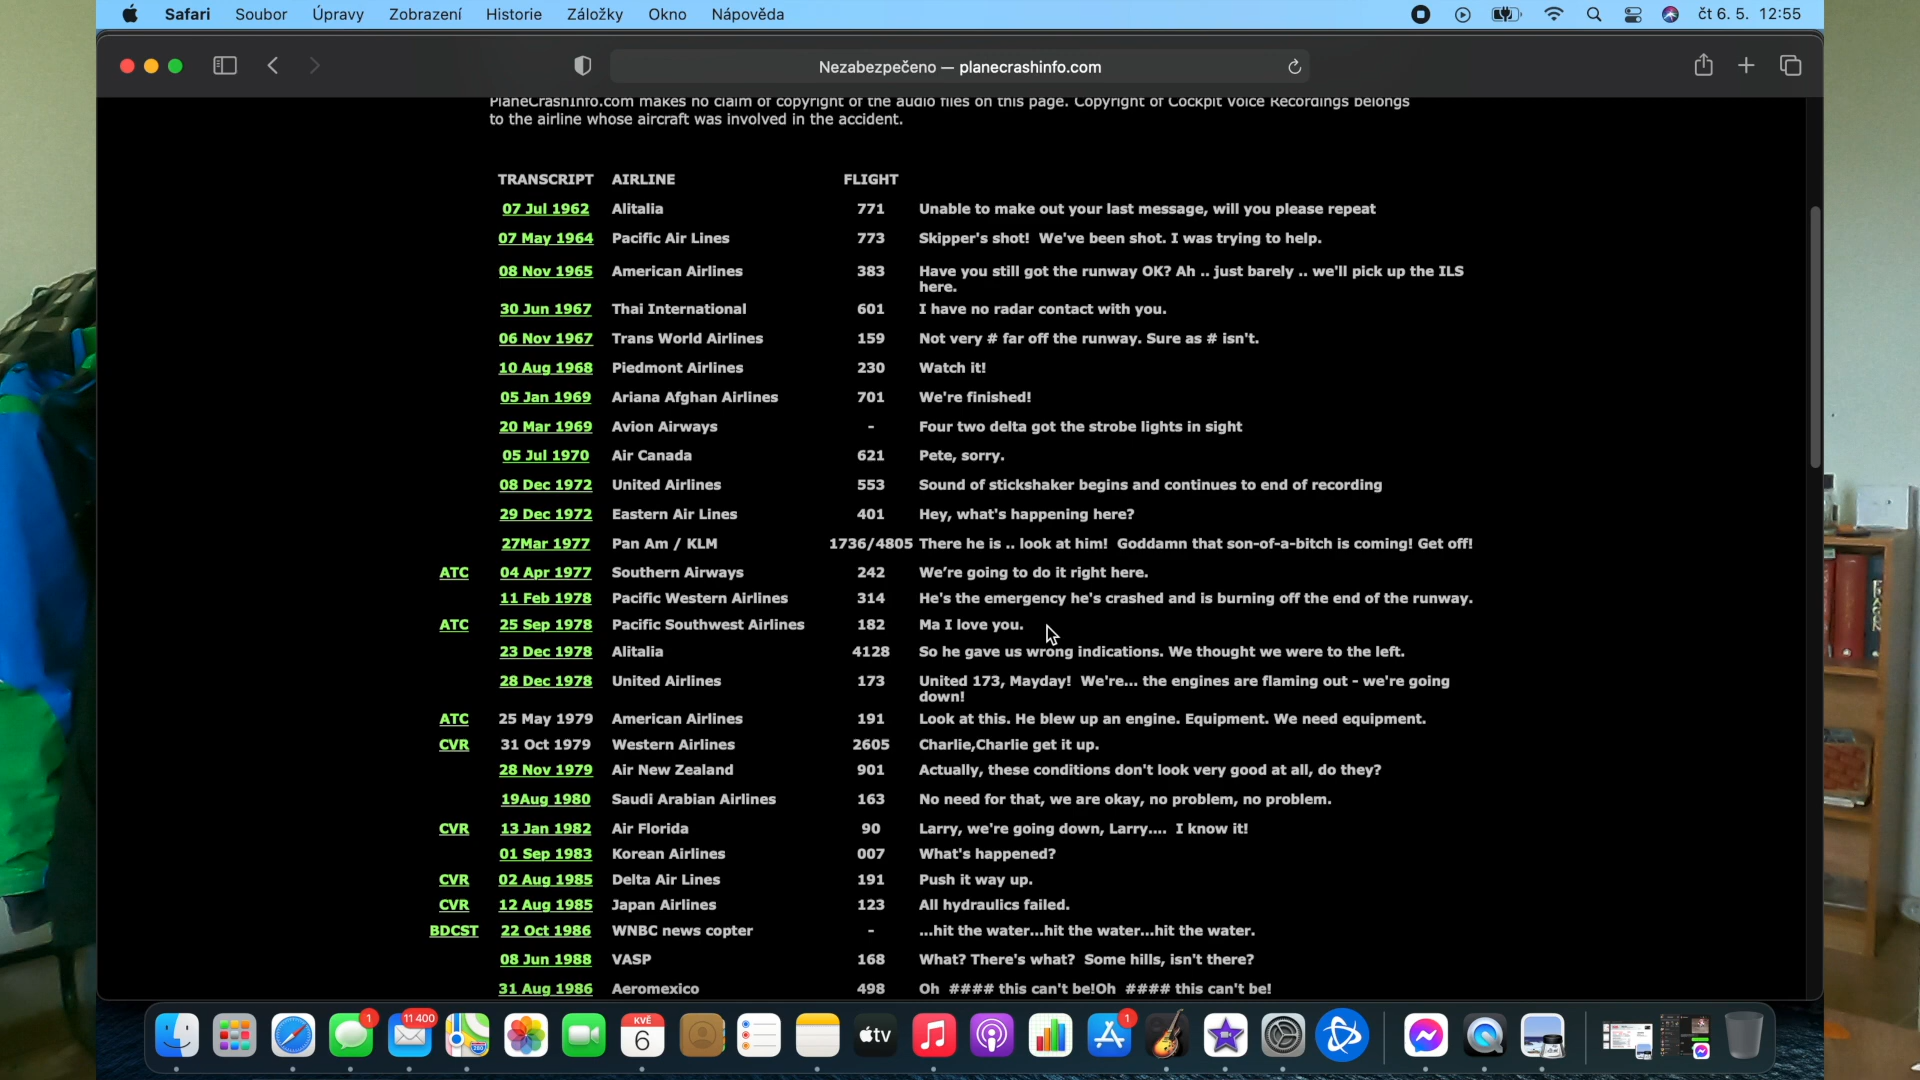 Safari Soubor Úpravy Zobrazení Historie Záložky Okno Nápověda čt 6. 5. 12:55
Nezabezpečeno — planecrashinfo.com
PlaneCrashInfo.com makes no claim of copyright of the audio files on this page. Copyright of Cockpit Voice Recordings belongs
to the airline whose aircraft was involved in the accident.
TRANSCRIPT AIRLINE FLIGHT
07 Jul 1962 Alitalia 771 Unable to make out your last message, will you please repeat
07 May 1964 Pacific Air Lines 773 Skipper's shot! We've been shot. I was trying to help.
08 Nov 1965 American Airlines 383 Have you still got the runway OK? Ah .. just barely .. we'll pick up the ILS
here.
30 Jun 1967 Thai International 601 I have no radar contact with you.
06 Nov 1967 Trans World Airlines 159 Not very # far off the runway. Sure as # isn't.
10 Aug 1968 Piedmont Airlines 230 Watch it!
05 Jan 1969 Ariana Afghan Airlines 701 We're finished!
20 Mar 1969 Avion Airways - Four two delta got the strobe lights in sight
05 Jul 1970 Air Canada 621 Pete, sorry.
08 Dec 1972 United Airlines 553 Sound of stickshaker begins and continues to end of recording
29 Dec 1972 Eastern Air Lines 401 Hey, what's happening here?
27Mar 1977 Pan Am / KLM 1736/4805 There he is .. look at him! Goddamn that son-of-a-bitch is coming! Get off!
ATC 04 Apr 1977 Southern Airways 242 We're going to do it right here.
11 Feb 1978 Pacific Western Airlines 314 He's the emergency he's crashed and is burning off the end of the runway.
ATC 25 Sep 1978 Pacific Southwest Airlines 182 Ma I love you.
23 Dec 1978 Alitalia 4128 So he gave us wrong indications. We thought we were to the left.
28 Dec 1978 United Airlines 173 United 173, Mayday! We're... the engines are flaming out - we're going
down!
ATC 25 May 1979 American Airlines 191 Look at this. He blew up an engine. Equipment. We need equipment.
CVR 31 Oct 1979 Western Airlines 2605 Charlie,Charlie get it up.
28 Nov 1979 Air New Zealand 901 Actually, these conditions don't look very good at all, do they?
19Aug 1980 Saudi Arabian Airlines 163 No need for that, we are okay, no problem, no problem.
CVR 13 Jan 1982 Air Florida 90 Larry, we're going down, Larry.... I know it!
01 Sep 1983 Korean Airlines 007 What's happened?
CVR 02 Aug 1985 Delta Air Lines 191 Push it way up.
CVR 12 Aug 1985 Japan Airlines 123 All hydraulics failed.
BDCST 22 Oct 1986 WNBC news copter - ...hit the water...hit the water...hit the water.
08 Jun 1988 VASP 168 What? There's what? Some hills, isn't there?
31 Aug 1986 Aeromexico 498 Oh #### this can't be!Oh #### this can't be!
1 11 400 KVĚ 6 tv 1